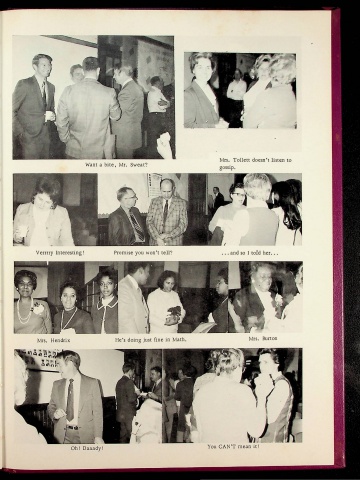 Want a bite, Mr. Sweat?
Mrs. Tollett doesn't listen to
gossip.
Verrry Interesting!
Promise you won't tell?
...and so I told her...
Mrs. Hendrix
He's doing just fine in Math.
Mrs. Burton
Oh! Daaady!
You CAN'T mean it!